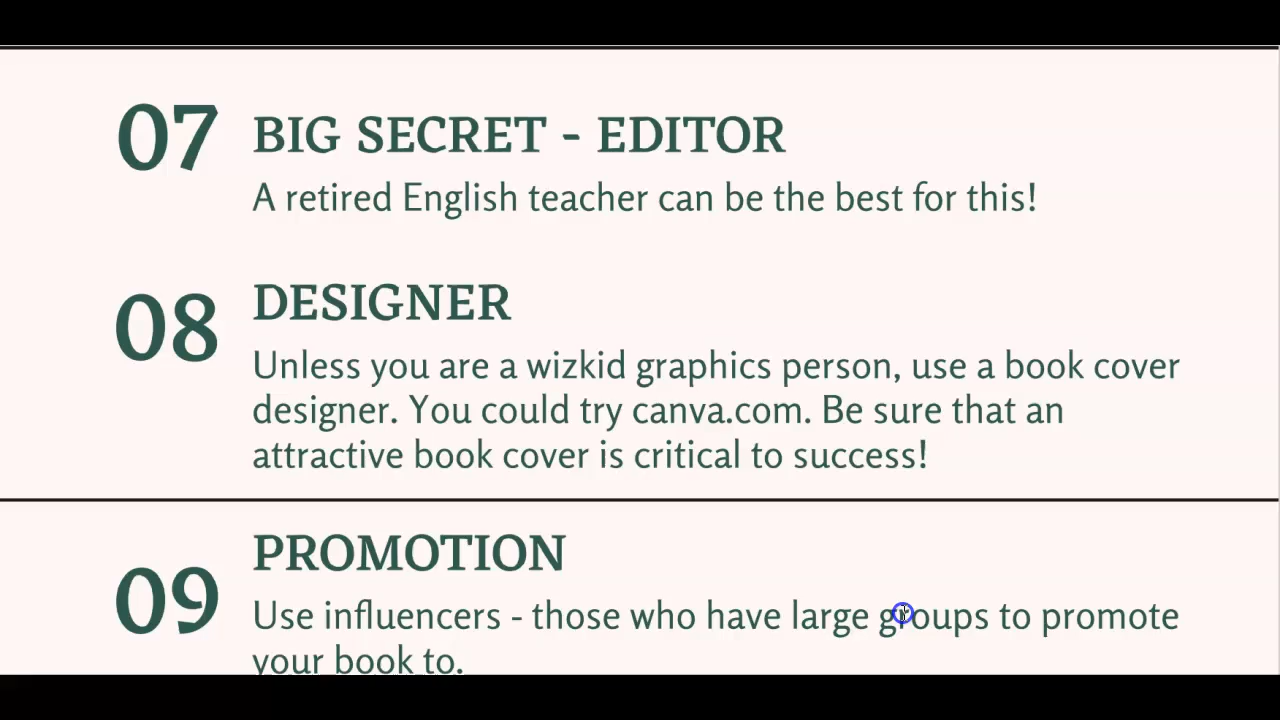 07
BIG SECRET - EDITOR
A retired English teacher can be the best for this!
08
DESIGNER
Unless you are a wizkid graphics person, use a book cover
designer. You could try canva.com. Be sure that an
attractive book cover is critical to success!
09
PROMOTION
Use influencers - those who have large groups to promote
your book to.